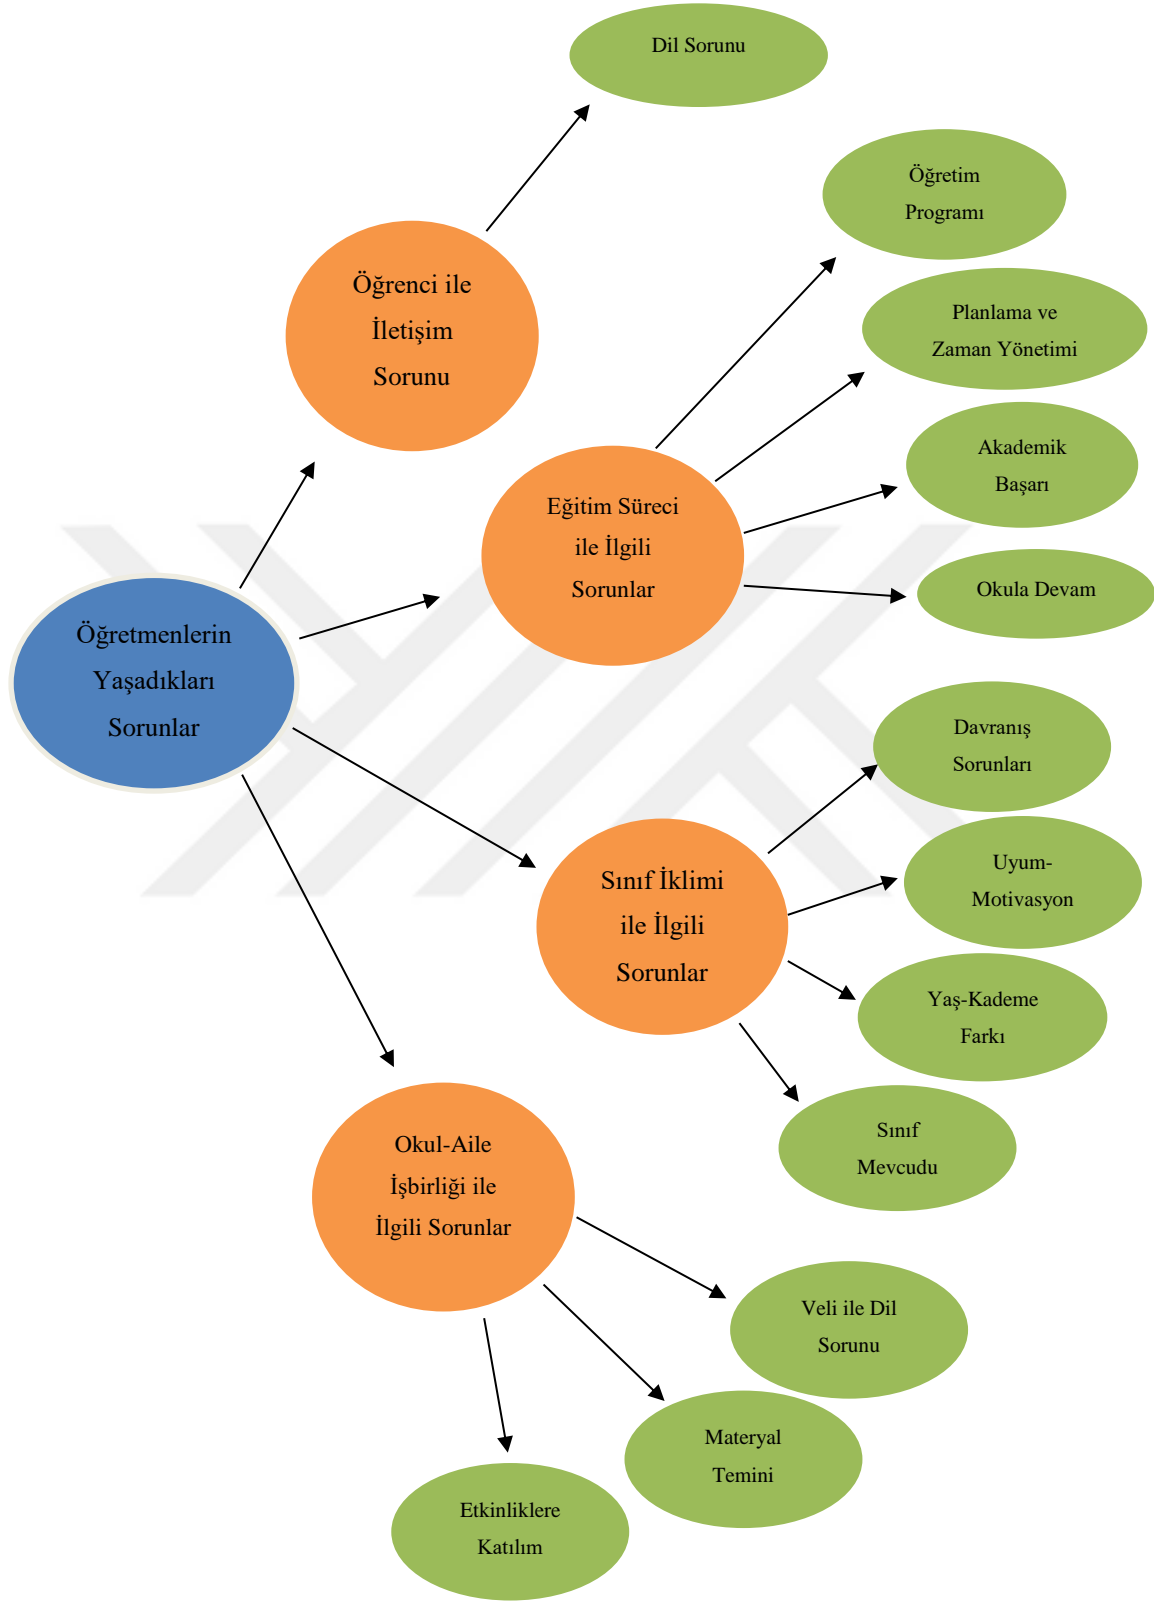 Dil Sorunu
Öğretim
Programı
Öğrenci ile
İletişim
Sorunu
Planlama ve
Zaman Yönetimi
Akademik
Başarı
Eğitim Süreci
ile İlgili
Sorunlar
Okula Devam
Öğretmenlerin
Yaşadıkları
Sorunlar
Davranış
Sorunları
Sınıf İklimi
ile İlgili
Sorunlar
Uyum-
Motivasyon
Yaş-Kademe
Farkı
Sınıf
Mevcudu
Okul-Aile
İşbirliği ile
İlgili Sorunlar
Veli ile Dil
Sorunu
Materyal
Temini
Etkinliklere
Katılım